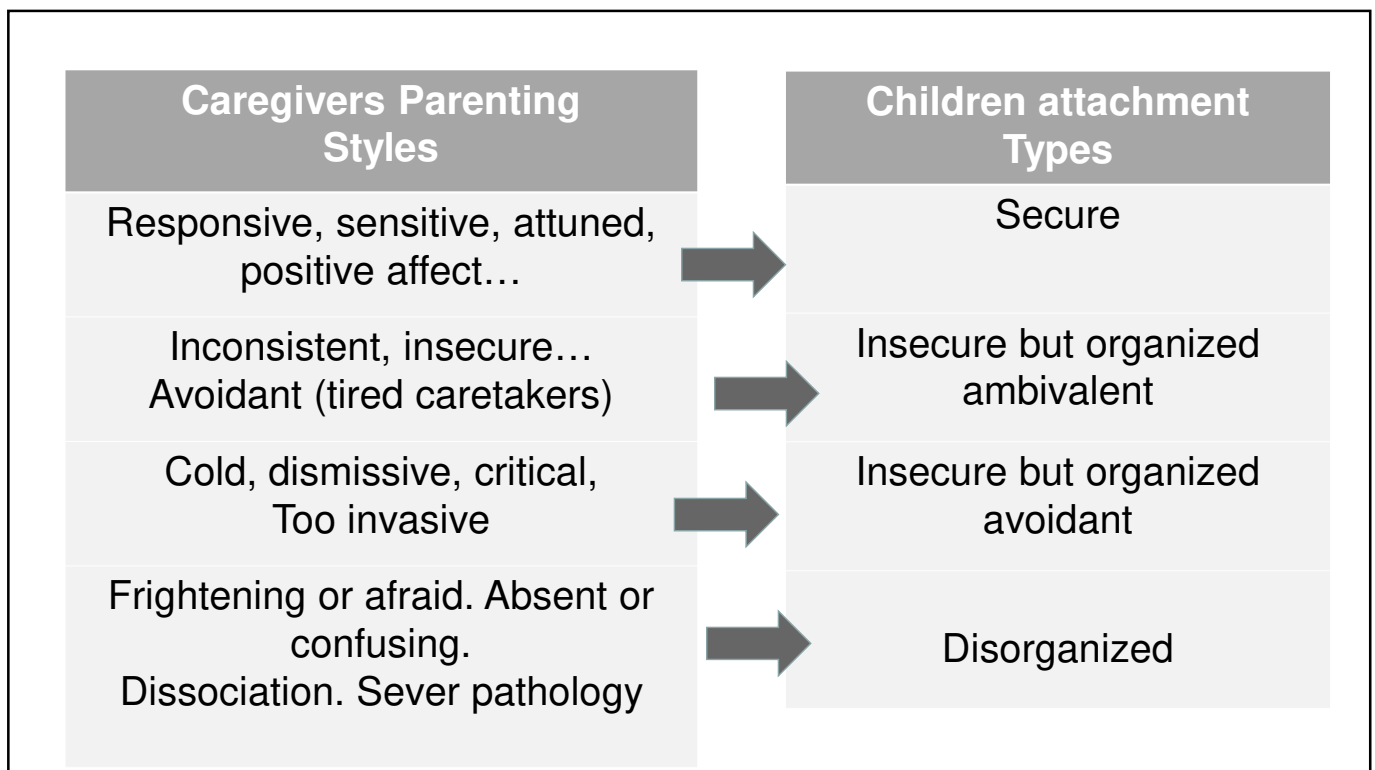 Caregivers Parenting
Styles
Children attachment
Types
Responsive, sensitive, attuned,
positive affect…
Secure
Inconsistent, insecure…
Avoidant (tired caretakers)
Insecure but organized
ambivalent
Cold, dismissive, critical,
Too invasive
Insecure but organized
avoidant
Frightening or afraid. Absent or
confusing.
Dissociation. Sever pathology
Disorganized